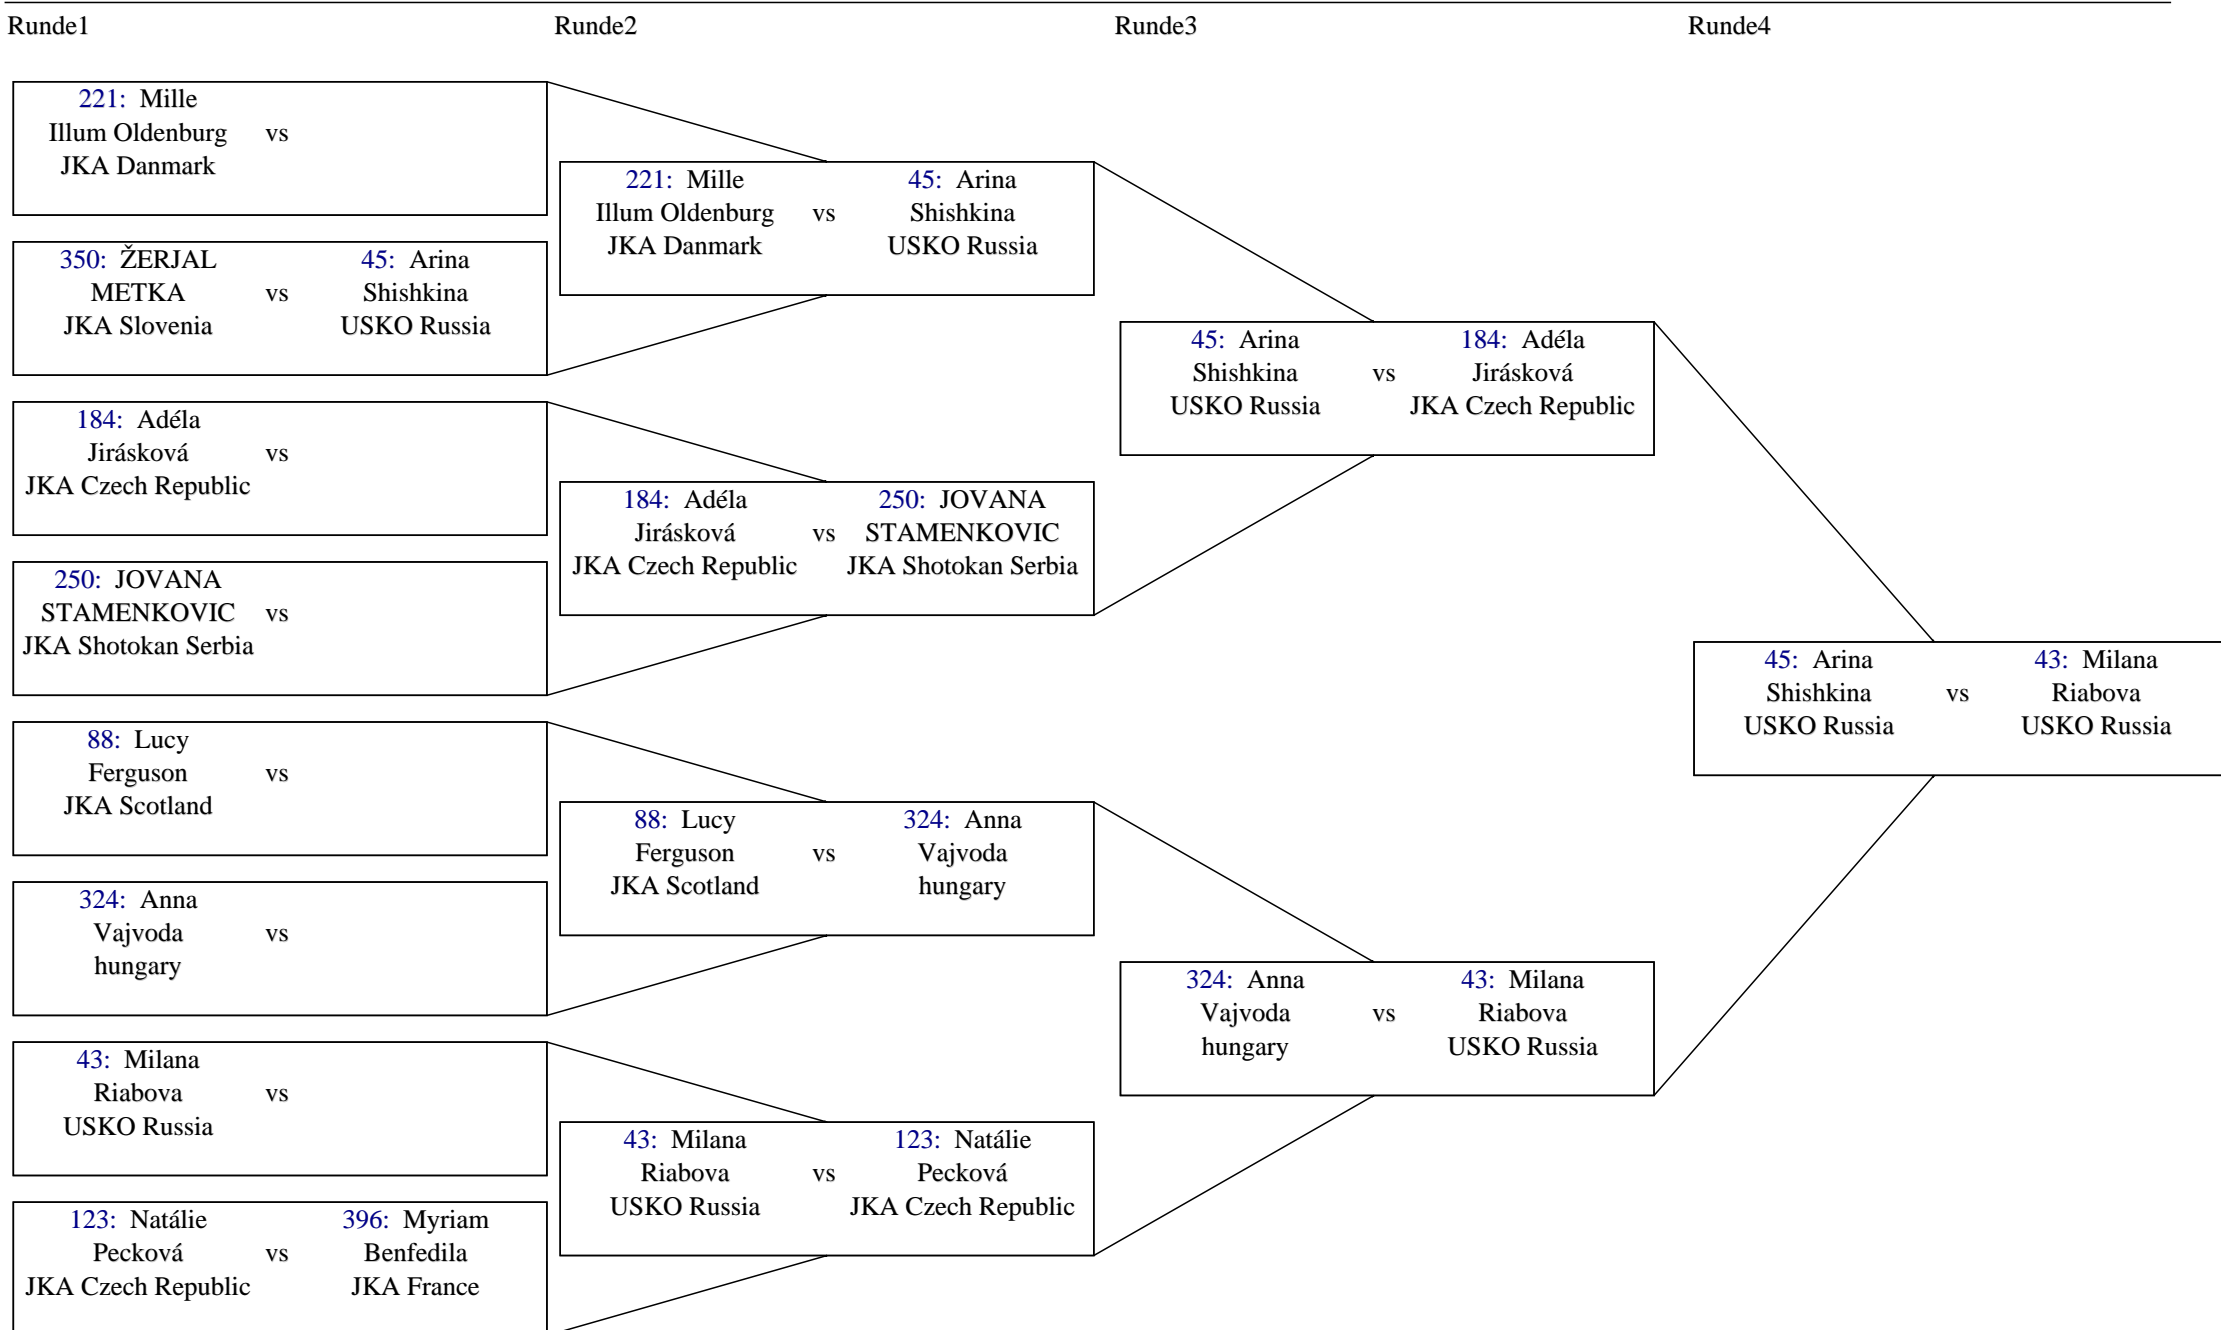 Runde1
Runde2
Runde3
Runde4
221: Mille
Illum Oldenburg vs
JKA Danmark
350: ŽERJAL 45: Arina
METKA vs Shishkina
JKA Slovenia USKO Russia
184: Adéla
Jirásková vs
JKA Czech Republic
250: JOVANA
STAMENKOVIC vs
JKA Shotokan Serbia
88: Lucy
Ferguson vs
JKA Scotland
324: Anna
Vajvoda vs
hungary
43: Milana
Riabova vs
USKO Russia
123: Natálie 396: Myriam
Pecková vs Benfedila
JKA Czech Republic JKA France
221: Mille 45: Arina
Illum Oldenburg vs Shishkina
JKA Danmark USKO Russia
184: Adéla 250: JOVANA
Jirásková vs STAMENKOVIC
JKA Czech Republic JKA Shotokan Serbia
88: Lucy 324: Anna
Ferguson vs Vajvoda
JKA Scotland hungary
43: Milana 123: Natálie
Riabova vs Pecková
USKO Russia JKA Czech Republic
45: Arina 184: Adéla
Shishkina vs Jirásková
USKO Russia JKA Czech Republic
324: Anna 43: Milana
Vajvoda vs Riabova
hungary USKO Russia
45: Arina 43: Milana
Shishkina vs Riabova
USKO Russia USKO Russia